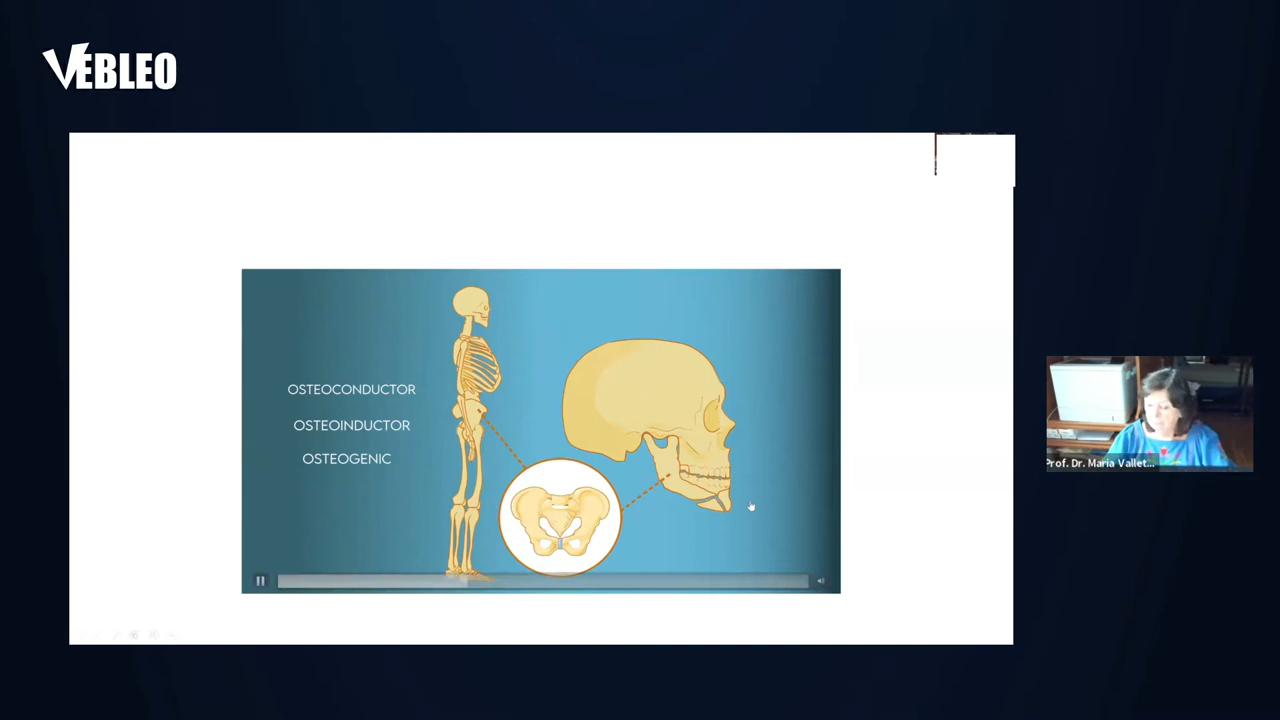 VEBLEO
OSTEOCONDUCTOR
OSTEOINDUCTOR
OSTEOGENIC
Prof. Dr. Maria Vallet...